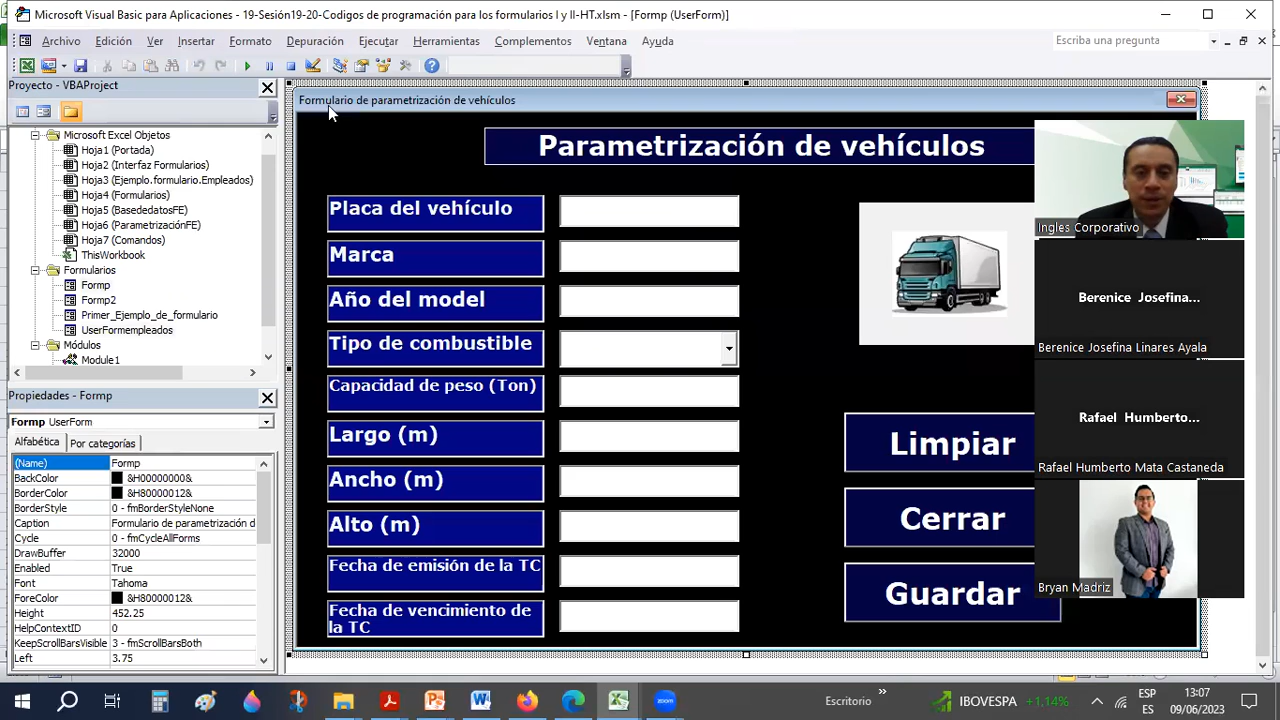 Microsoft Visual Basic para Aplicaciones - 19-Sesión19-20-Codigos de programación para los formularios I y II-HT.xlsm - [Formp (UserForm)]
Archivo Edición Ver Insertar Formato Depuración Ejecutar Herramientas Complementos Ventana Ayuda
Escriba una pregunta
Proyecto - VBAProject
Microsoft Excel Objetos
Hoja1 (Portada)
Hoja2 (Interfaz Formularios)
Hoja3 (Ejemplo.formulario.Empleados)
Hoja4 (Formularios)
Hoja5 (BasededatosFE)
Hoja6 (ParametrizaciónFE)
Hoja7 (Comandos)
ThisWorkbook
Formularios
Formp
Formp2
Primer_Ejemplo_de_formulario
UserFormempleados
Módulos
Module1
Propiedades - Formp
Formp UserForm
Alfabética Por categorías
(Name) Formp
BackColor &H00000000&
BorderColor &H80000012&
BorderStyle 0 - fmBorderStyleNone
Caption Formulario de parametrización d
Cycle 0 - fmCycleAllForms
DrawBuffer 32000
Enabled True
Font Tahoma
ForeColor &H80000012&
Height 452.25
HelpContextID 0
KeepScrollBarsVisible 3 - fmScrollBarsBoth
Left 3.75
Formulario de parametrización de vehículos
Parametrización de vehículos
Placa del vehículo
Marca
Año del model
Tipo de combustible
Capacidad de peso (Ton)
Largo (m)
Ancho (m)
Alto (m)
Fecha de emisión de la TC
Fecha de vencimiento de
la TC
Limpiar
Cerrar
Guardar
Ingles Corporativo
Berenice Josefina...
Berenice Josefina Linares Ayala
Rafael Humberto...
Rafael Humberto Mata Castaneda
Bryan Madriz
zoom
Escritorio
IBOVESPA +1,14%
ESP
ES
13:07
09/06/2023